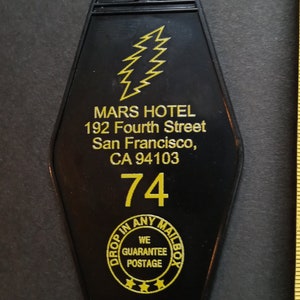 MARS HOTEL
192 Fourth Street
San Francisco,
CA 94103
74
DROP IN ANY MAILBOX
WE
GUARANTEE
POSTAGE